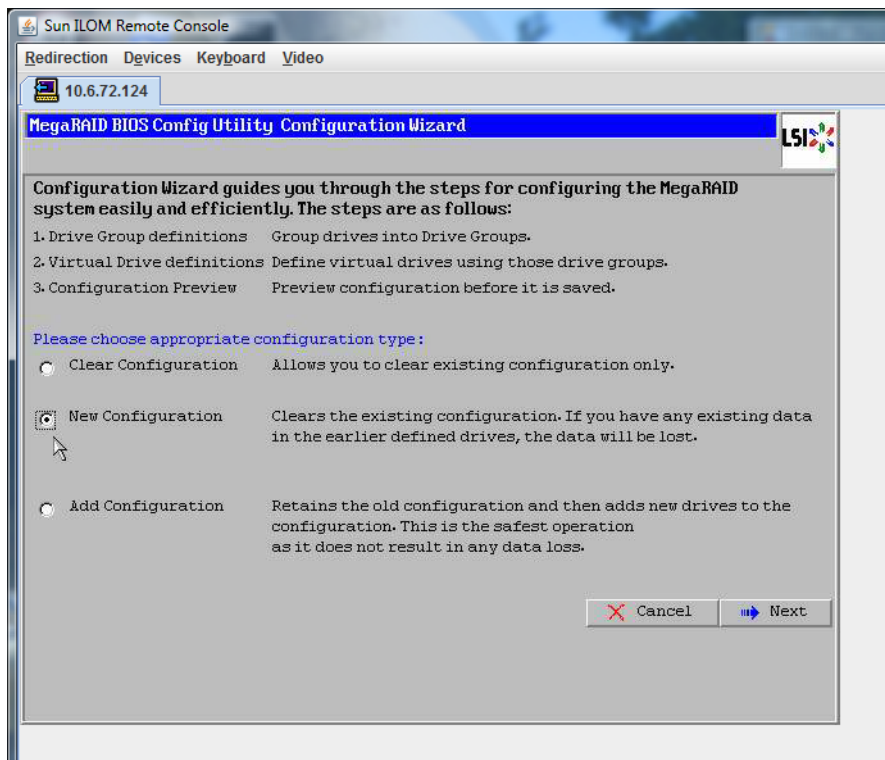 Sun ILOM Remote Console
Redirection Devices Keyboard Video
10.6.72.124
MegaRAID BIOS Config Utility Configuration Wizard
LSI
Configuration Wizard guides you through the steps for configuring the MegaRAID
system easily and efficiently. The steps are as follows:
1. Drive Group definitions Group drives into Drive Groups.
2. Virtual Drive definitions Define virtual drives using those drive groups.
3. Configuration Preview Preview configuration before it is saved.
Please choose appropriate configuration type:
Clear Configuration Allows you to clear existing configuration only.
New Configuration Clears the existing configuration. If you have any existing data
in the earlier defined drives, the data will be lost.
Add Configuration Retains the old configuration and then adds new drives to the
configuration. This is the safest operation
as it does not result in any data loss.
Cancel Next